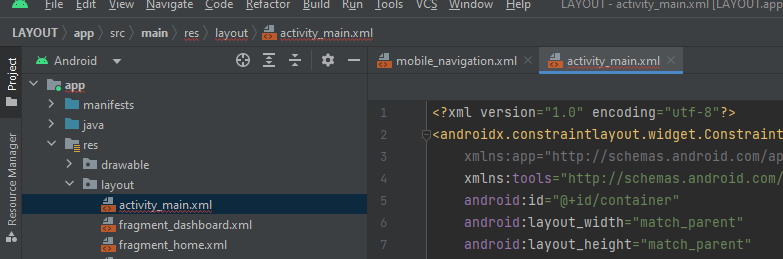 File Edit View Navigate Code Refactor Build Run Tools VCS Window Help LAYOUT - activity_main.xml [LAYOUT.app
LAYOUT app src main res layout activity_main.xml
Project
Resource Manager
Android
app
manifests
java
res
drawable
layout
activity_main.xml
fragment_dashboard.xml
fragment_home.xml
mobile_navigation.xml activity_main.xml
1 <?xml version="1.0" encoding="utf-8"?>
2 <androidx.constraintlayout.widget.Constraint
3 xmlns:app="http://schemas.android.com/ap
4 xmlns:tools="http://schemas.android.com/
5 android:id="@+id/container"
6 android:layout_width="match_parent"
7 android:layout_height="match_parent"